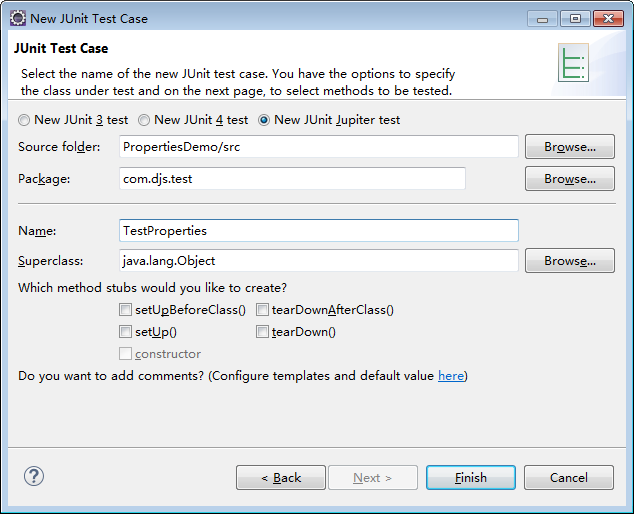 New JUnit Test Case
JUnit Test Case
Select the name of the new JUnit test case. You have the options to specify
the class under test and on the next page, to select methods to be tested.
New JUnit 3 test New JUnit 4 test New JUnit Jupiter test
Source folder: PropertiesDemo/src Browse...
Package: com.djs.test Browse...
Name: TestProperties
Superclass: java.lang.Object Browse...
Which method stubs would you like to create?
setUpBeforeClass() tearDownAfterClass()
setUp() tearDown()
constructor
Do you want to add comments? (Configure templates and default value here)
? < Back Next > Finish Cancel